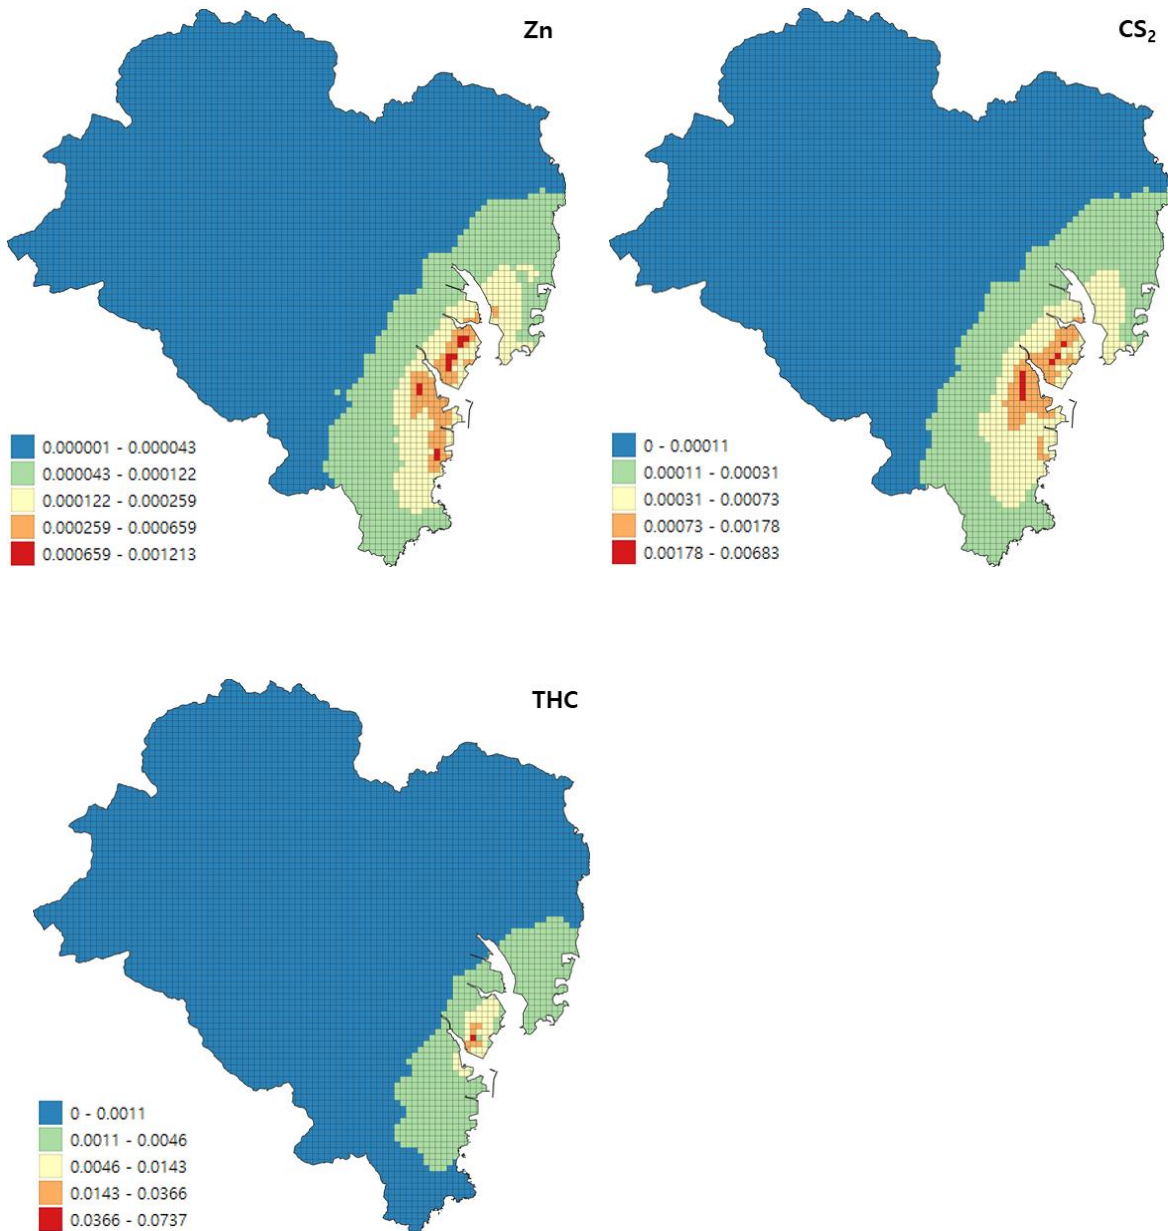 Zn
0.000001 - 0.000043
0.000043 - 0.000122
0.000122 - 0.000259
0.000259 - 0.000659
0.000659 - 0.001213
CS₂
0 - 0.00011
0.00011 - 0.00031
0.00031 - 0.00073
0.00073 - 0.00178
0.00178 - 0.00683
THC
0 - 0.0011
0.0011 - 0.0046
0.0046 - 0.0143
0.0143 - 0.0366
0.0366 - 0.0737